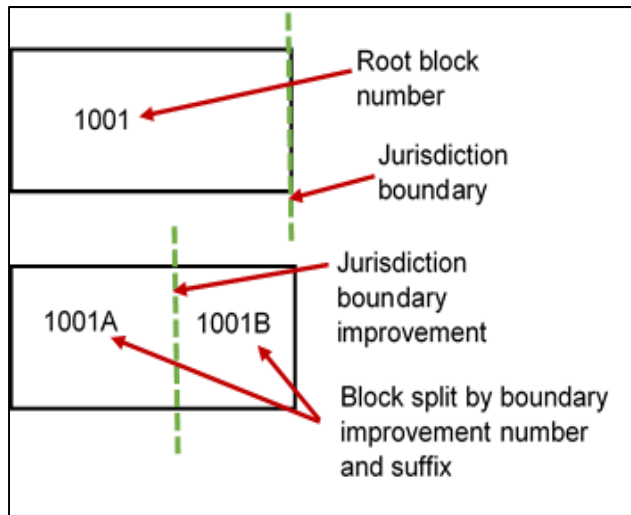 Root block
number
1001
Jurisdiction
boundary
Jurisdiction
boundary
improvement
1001A
1001B
Block split by boundary
improvement number
and suffix